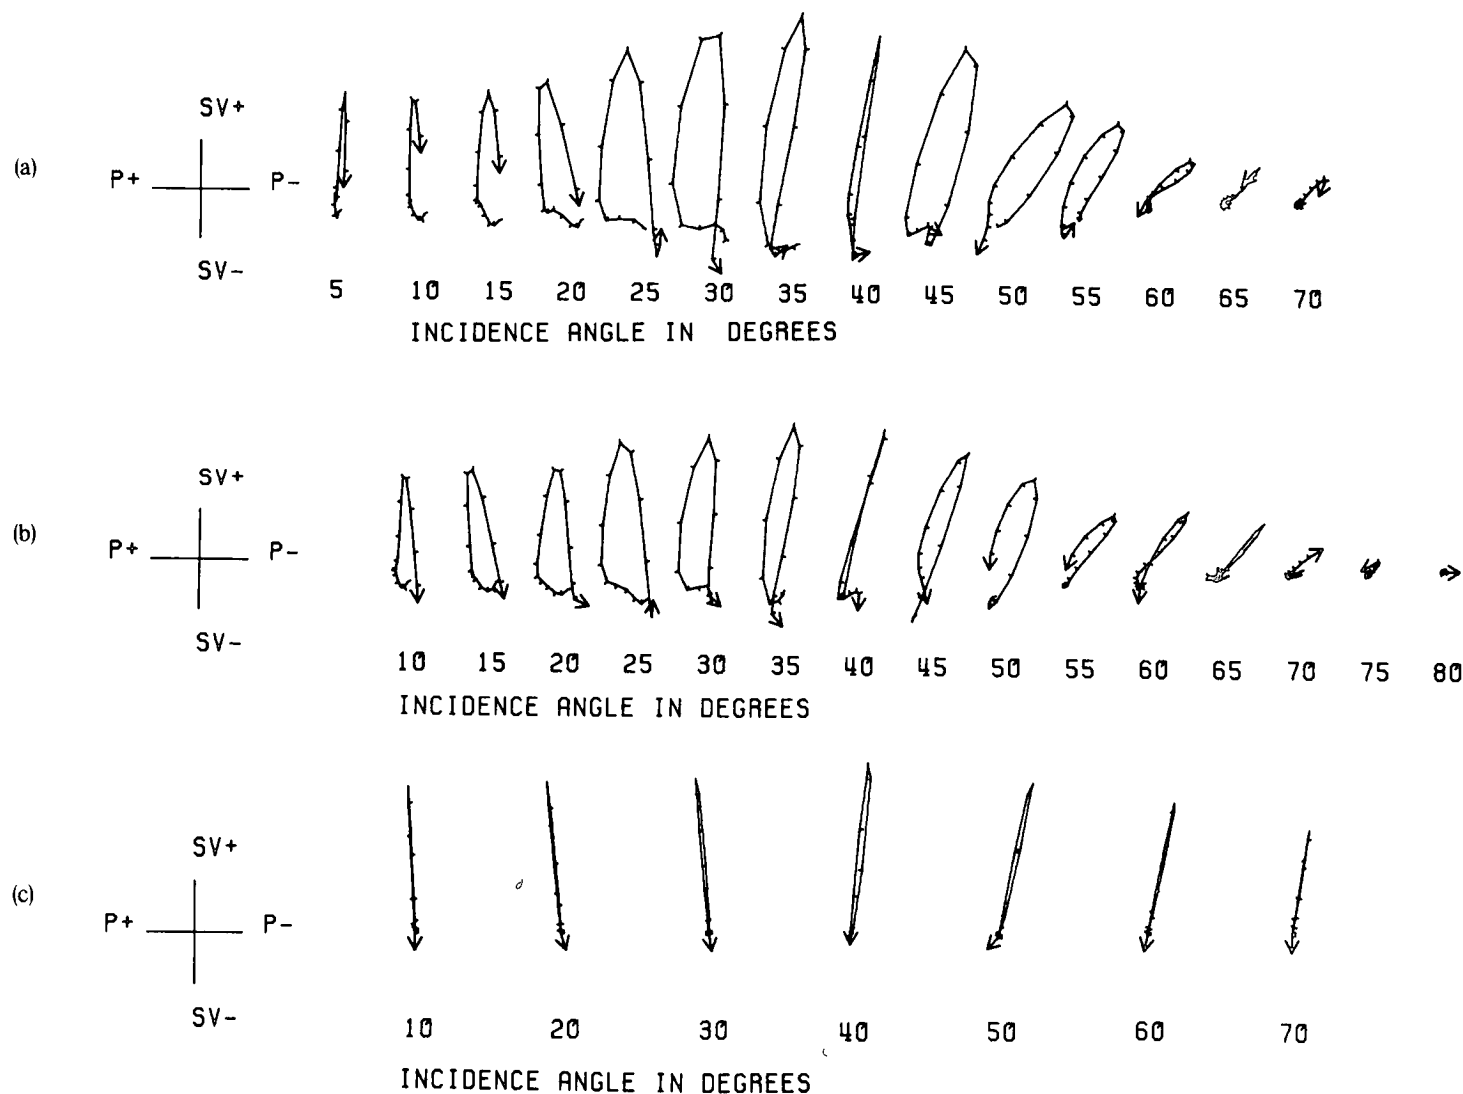 SV+
(a)
P+ P-
SV-
5 10 15 20 25 30 35 40 45 50 55 60 65 70
INCIDENCE ANGLE IN DEGREES
SV+
(b)
P+ P-
SV-
10 15 20 25 30 35 40 45 50 55 60 65 70 75 80
INCIDENCE ANGLE IN DEGREES
SV+
(c)
P+ P-
SV-
10 20 30 40 50 60 70
INCIDENCE ANGLE IN DEGREES